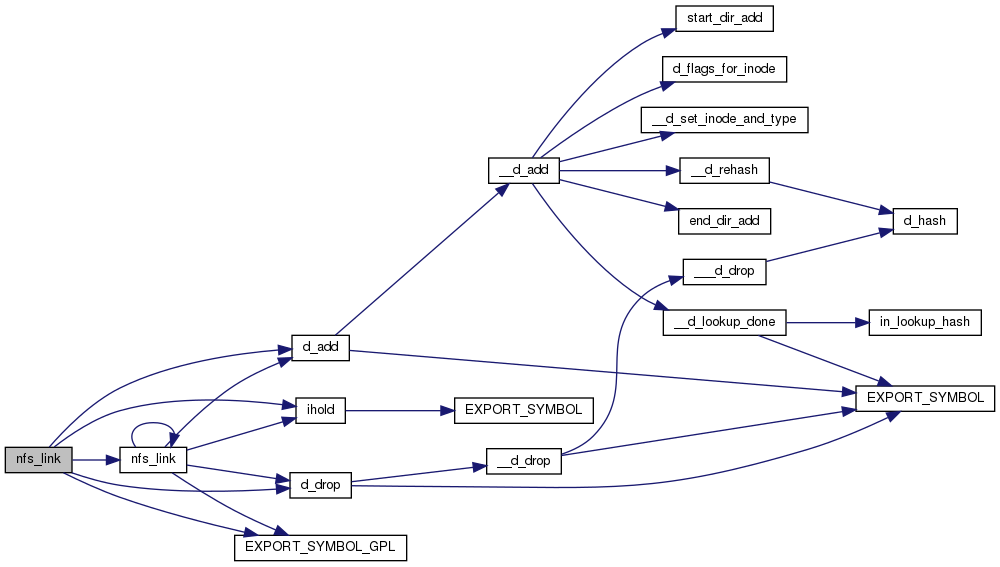 start_dir_add
d_flags_for_inode
__d_set_inode_and_type
__d_add
__d_rehash
end_dir_add
d_hash
___d_drop
__d_lookup_done
in_lookup_hash
d_add
EXPORT_SYMBOL
ihold
EXPORT_SYMBOL
nfs_link
nfs_link
__d_drop
d_drop
EXPORT_SYMBOL_GPL